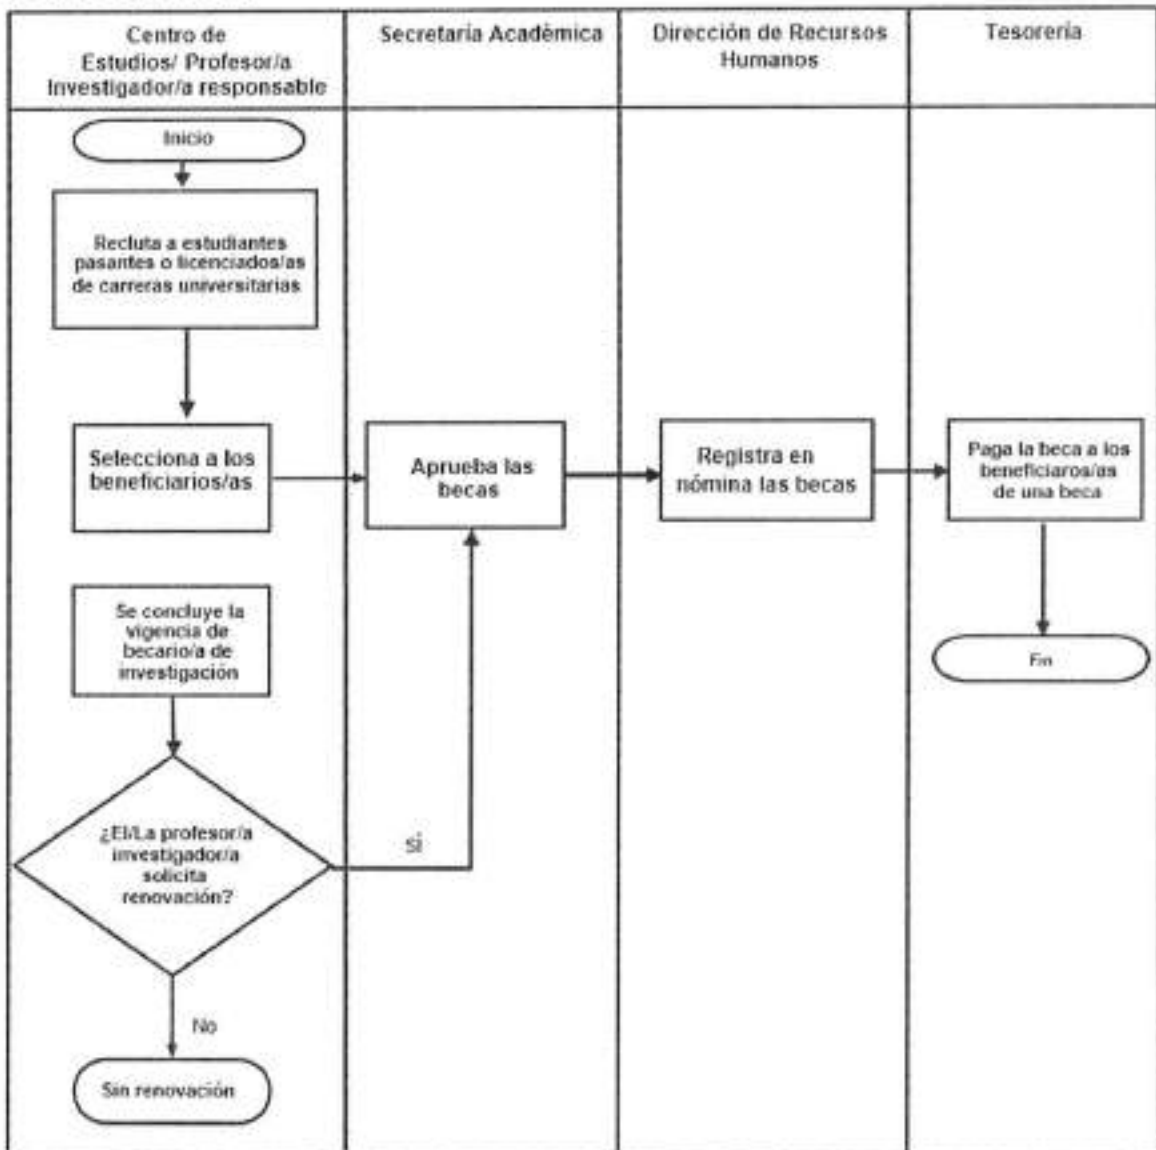 Centro de
Estudios/ Profesor/a
Investigador/a responsable
Secretaría Académica
Dirección de Recursos
Humanos
Tesorería
Inicio
Recluta a estudiantes
pasantes o licenciados/as
de carreras universitarias
Selecciona a los
beneficiarios/as
Aprueba las
becas
Registra en
nómina las becas
Paga la beca a los
beneficiaros/as
de una beca
Se concluye la
vigencia de
becario/a de
investigación
Fin
¿El/La profesor/a
investigador/a
solicita
renovación?
sí
No
Sin renovación